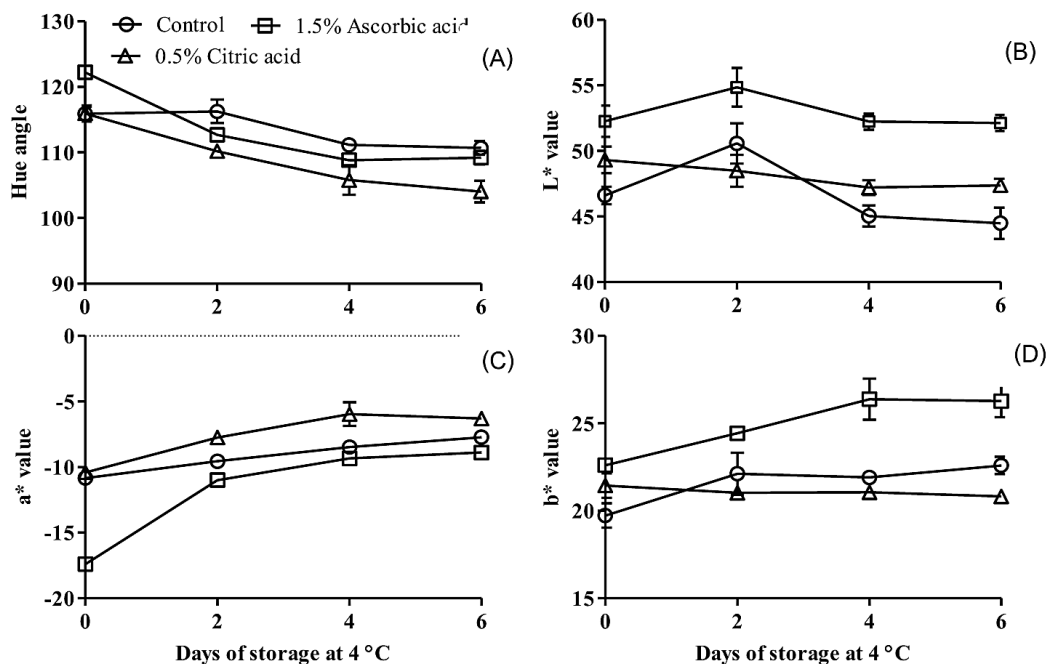 130
Control
1.5% Ascorbic acid
0.5% Citric acid
(A)
120
110
100
90
Hue angle
0 2 4 6
60
(B)
55
50
45
40
L* value
0 2 4 6
0
(C)
-5
-10
-15
-20
a* value
0 2 4 6
Days of storage at 4 °C
30
(D)
25
20
15
b* value
0 2 4 6
Days of storage at 4 °C